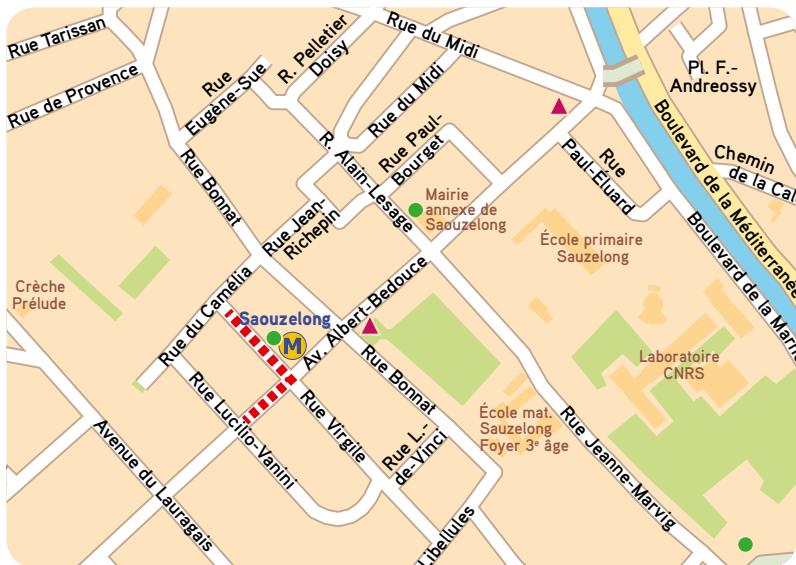 Rue Tarissan
Rue de Provence
Rue
Eugène-Sue
R. Pelletier
Doisy
Rue du Midi
Rue du Midi
Pl. F.-
Andreossy
R. Alain-Lesage
Rue Paul-
Bourget
Rue
Paul-Éluard
Boulevard de la Méditerranée
Chemin
de la Cal
Rue Bonnat
Rue Jean-
Richepin
Mairie
annexe de
Saouzelong
École primaire
Sauzelong
Boulevard de la Marne
Crèche
Prélude
Rue du Camélia
Saouzelong
M
Av. Albert-Bedouce
Laboratoire
CNRS
Rue Bonnat
Rue Lucilio-Vanini
Rue Virgile
Rue L.-
de-Vinci
École mat.
Sauzelong
Foyer 3e âge
Avenue du Lauragais
Libellules
Rue Jeanne-Marvig